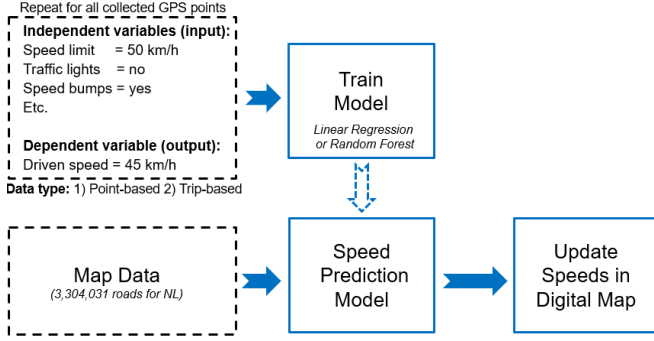 Repeat for all collected GPS points
Independent variables (input):
Speed limit = 50 km/h
Traffic lights = no
Speed bumps = yes
Etc.
Dependent variable (output):
Driven speed = 45 km/h
Data type: 1) Point-based 2) Trip-based
Train
Model
Linear Regression
or Random Forest
Map Data
(3,304,031 roads for NL)
Speed
Prediction
Model
Update
Speeds in
Digital Map